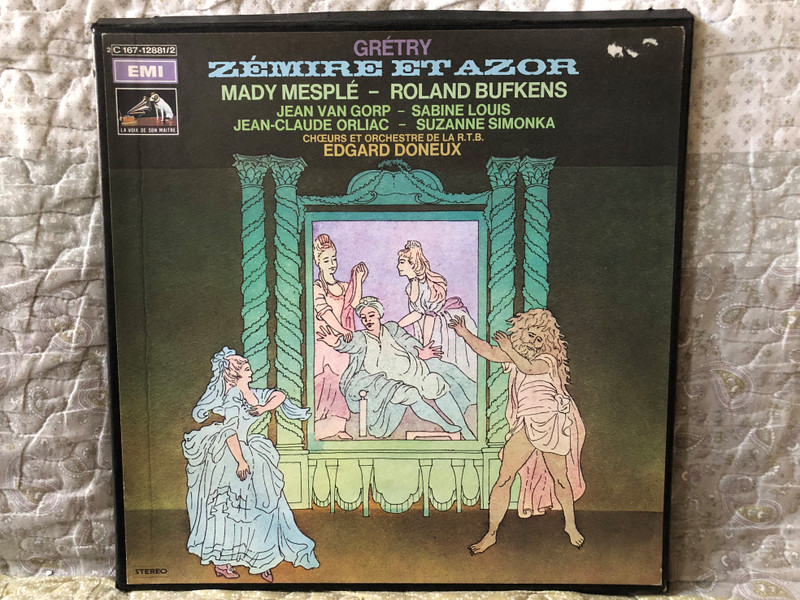 2 C 167-12881/2
EMI
LA VOIX DE SON MAITRE
GRÉTRY
ZÉMIRE ET AZOR
MADY MESPLÉ – ROLAND BUFKENS
JEAN VAN GORP – SABINE LOUIS
JEAN-CLAUDE ORLIAC – SUZANNE SIMONKA
CHŒURS ET ORCHESTRE DE LA R.T.B.
EDGARD DONEUX
STEREO